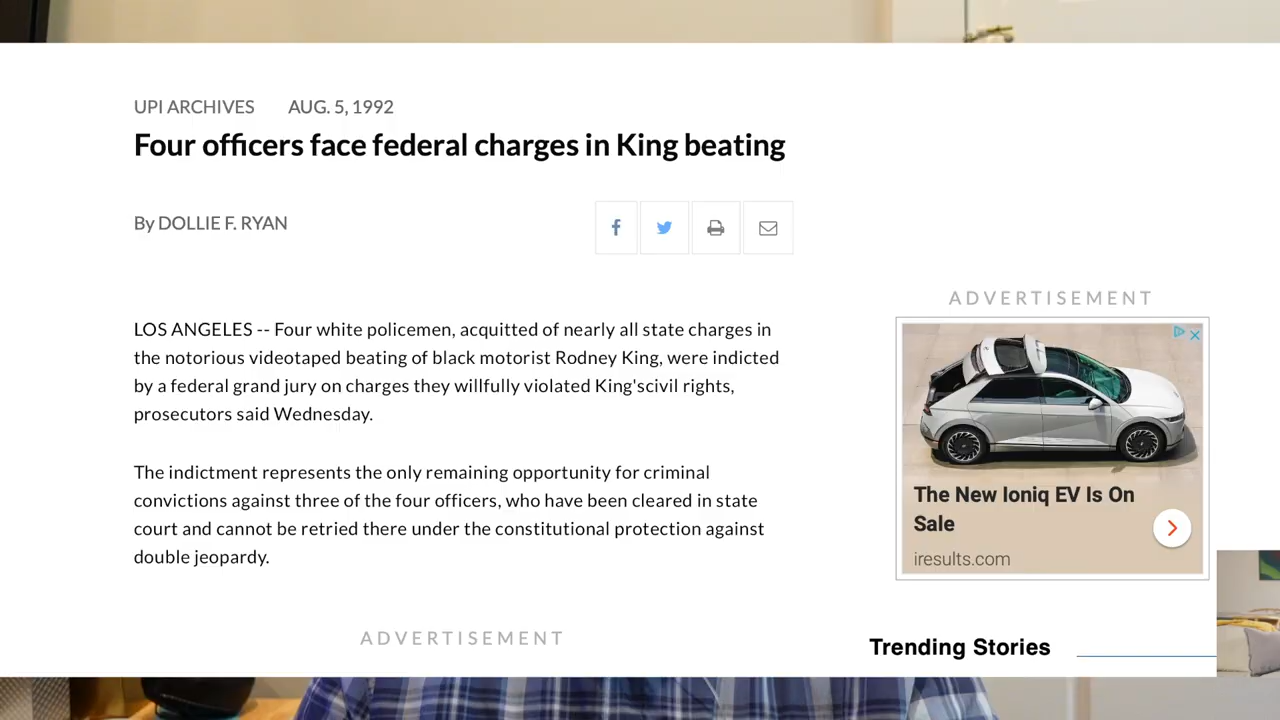 UPI ARCHIVES AUG. 5, 1992
Four officers face federal charges in King beating
By DOLLIE F. RYAN
LOS ANGELES -- Four white policemen, acquitted of nearly all state charges in
the notorious videotaped beating of black motorist Rodney King, were indicted
by a federal grand jury on charges they willfully violated King'scivil rights,
prosecutors said Wednesday.
The indictment represents the only remaining opportunity for criminal
convictions against three of the four officers, who have been cleared in state
court and cannot be retried there under the constitutional protection against
double jeopardy.
ADVERTISEMENT
ADVERTISEMENT
The New Ioniq EV Is On
Sale
iresults.com
Trending Stories